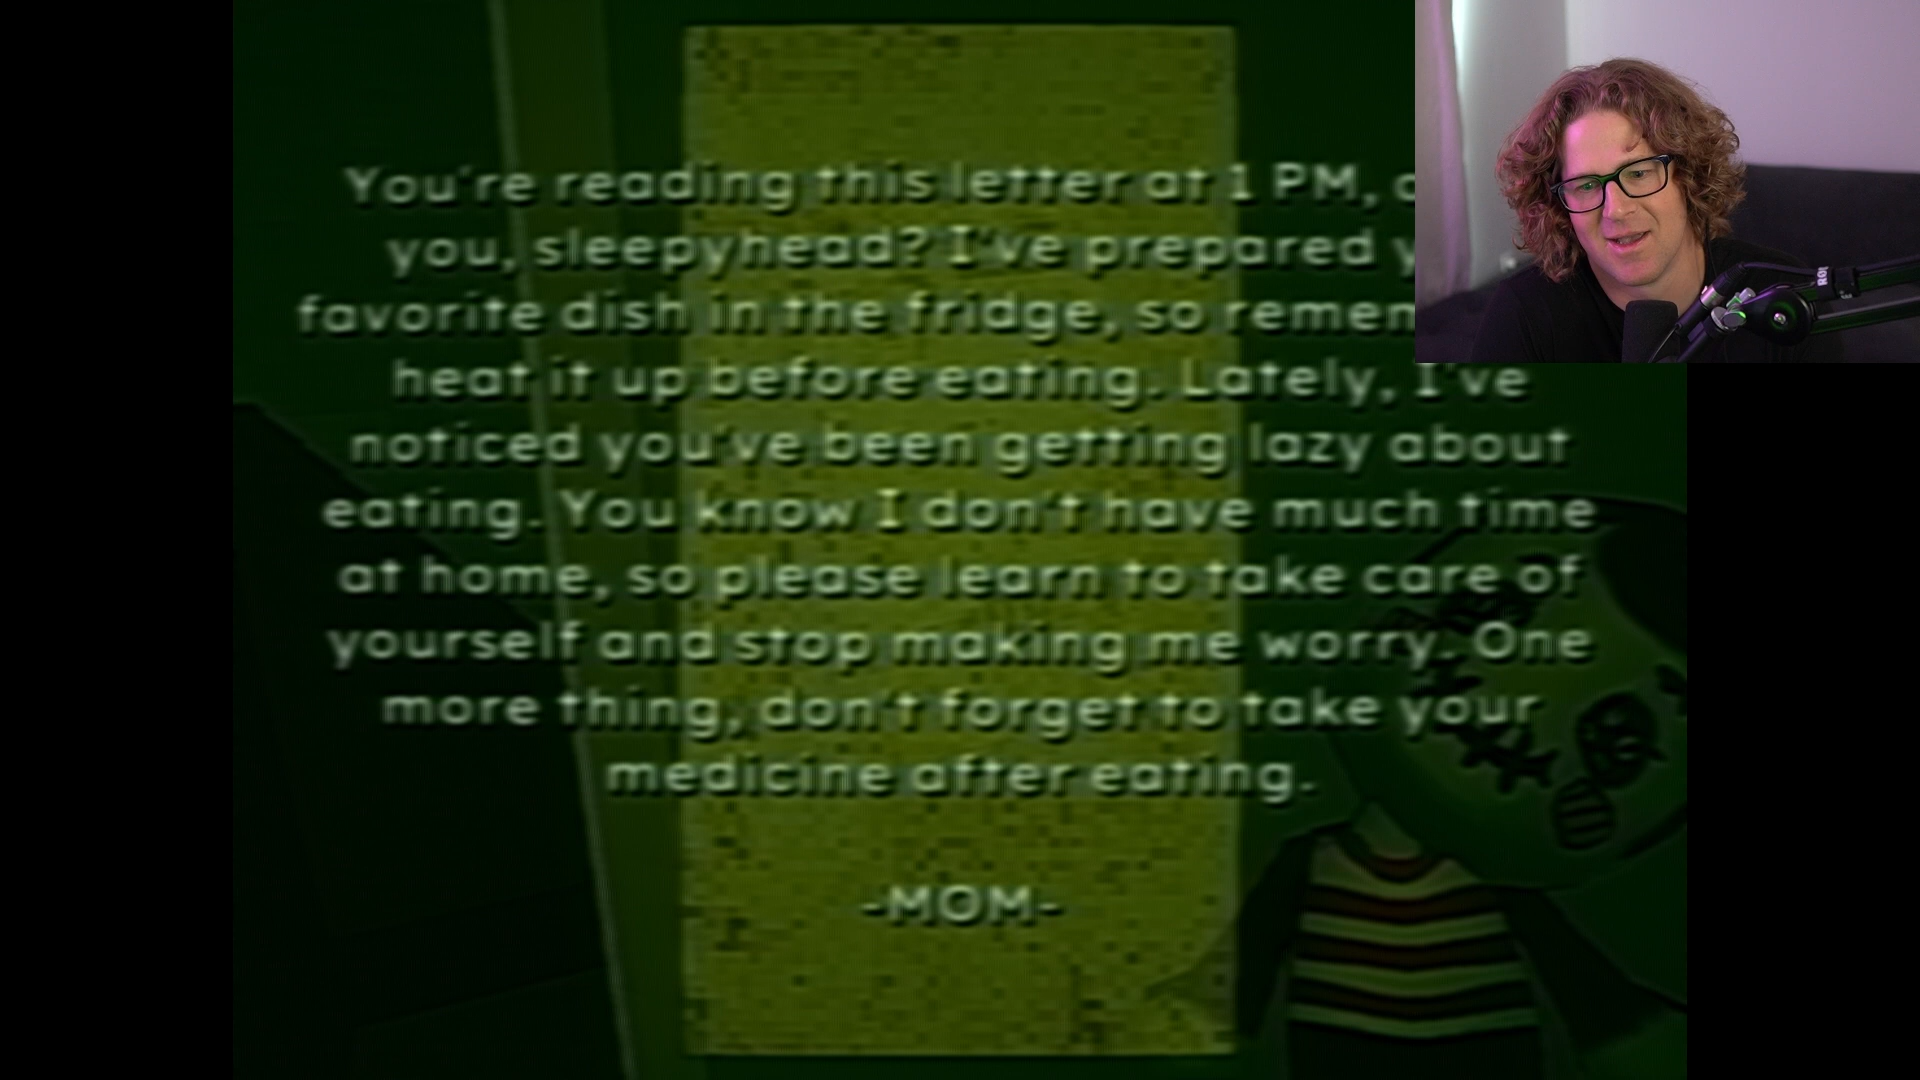 You're reading this letter at 1 PM,
you, sleepyhead? I've prepared
favorite dish in the fridge, so
heat it up before eating. Lately, I've
noticed you've been getting lazy about
eating. You know I don't have much time
at home, so please learn to take care of
yourself and stop making me worry. One
more thing, don't forget to take your
medicine after eating.
-MOM-